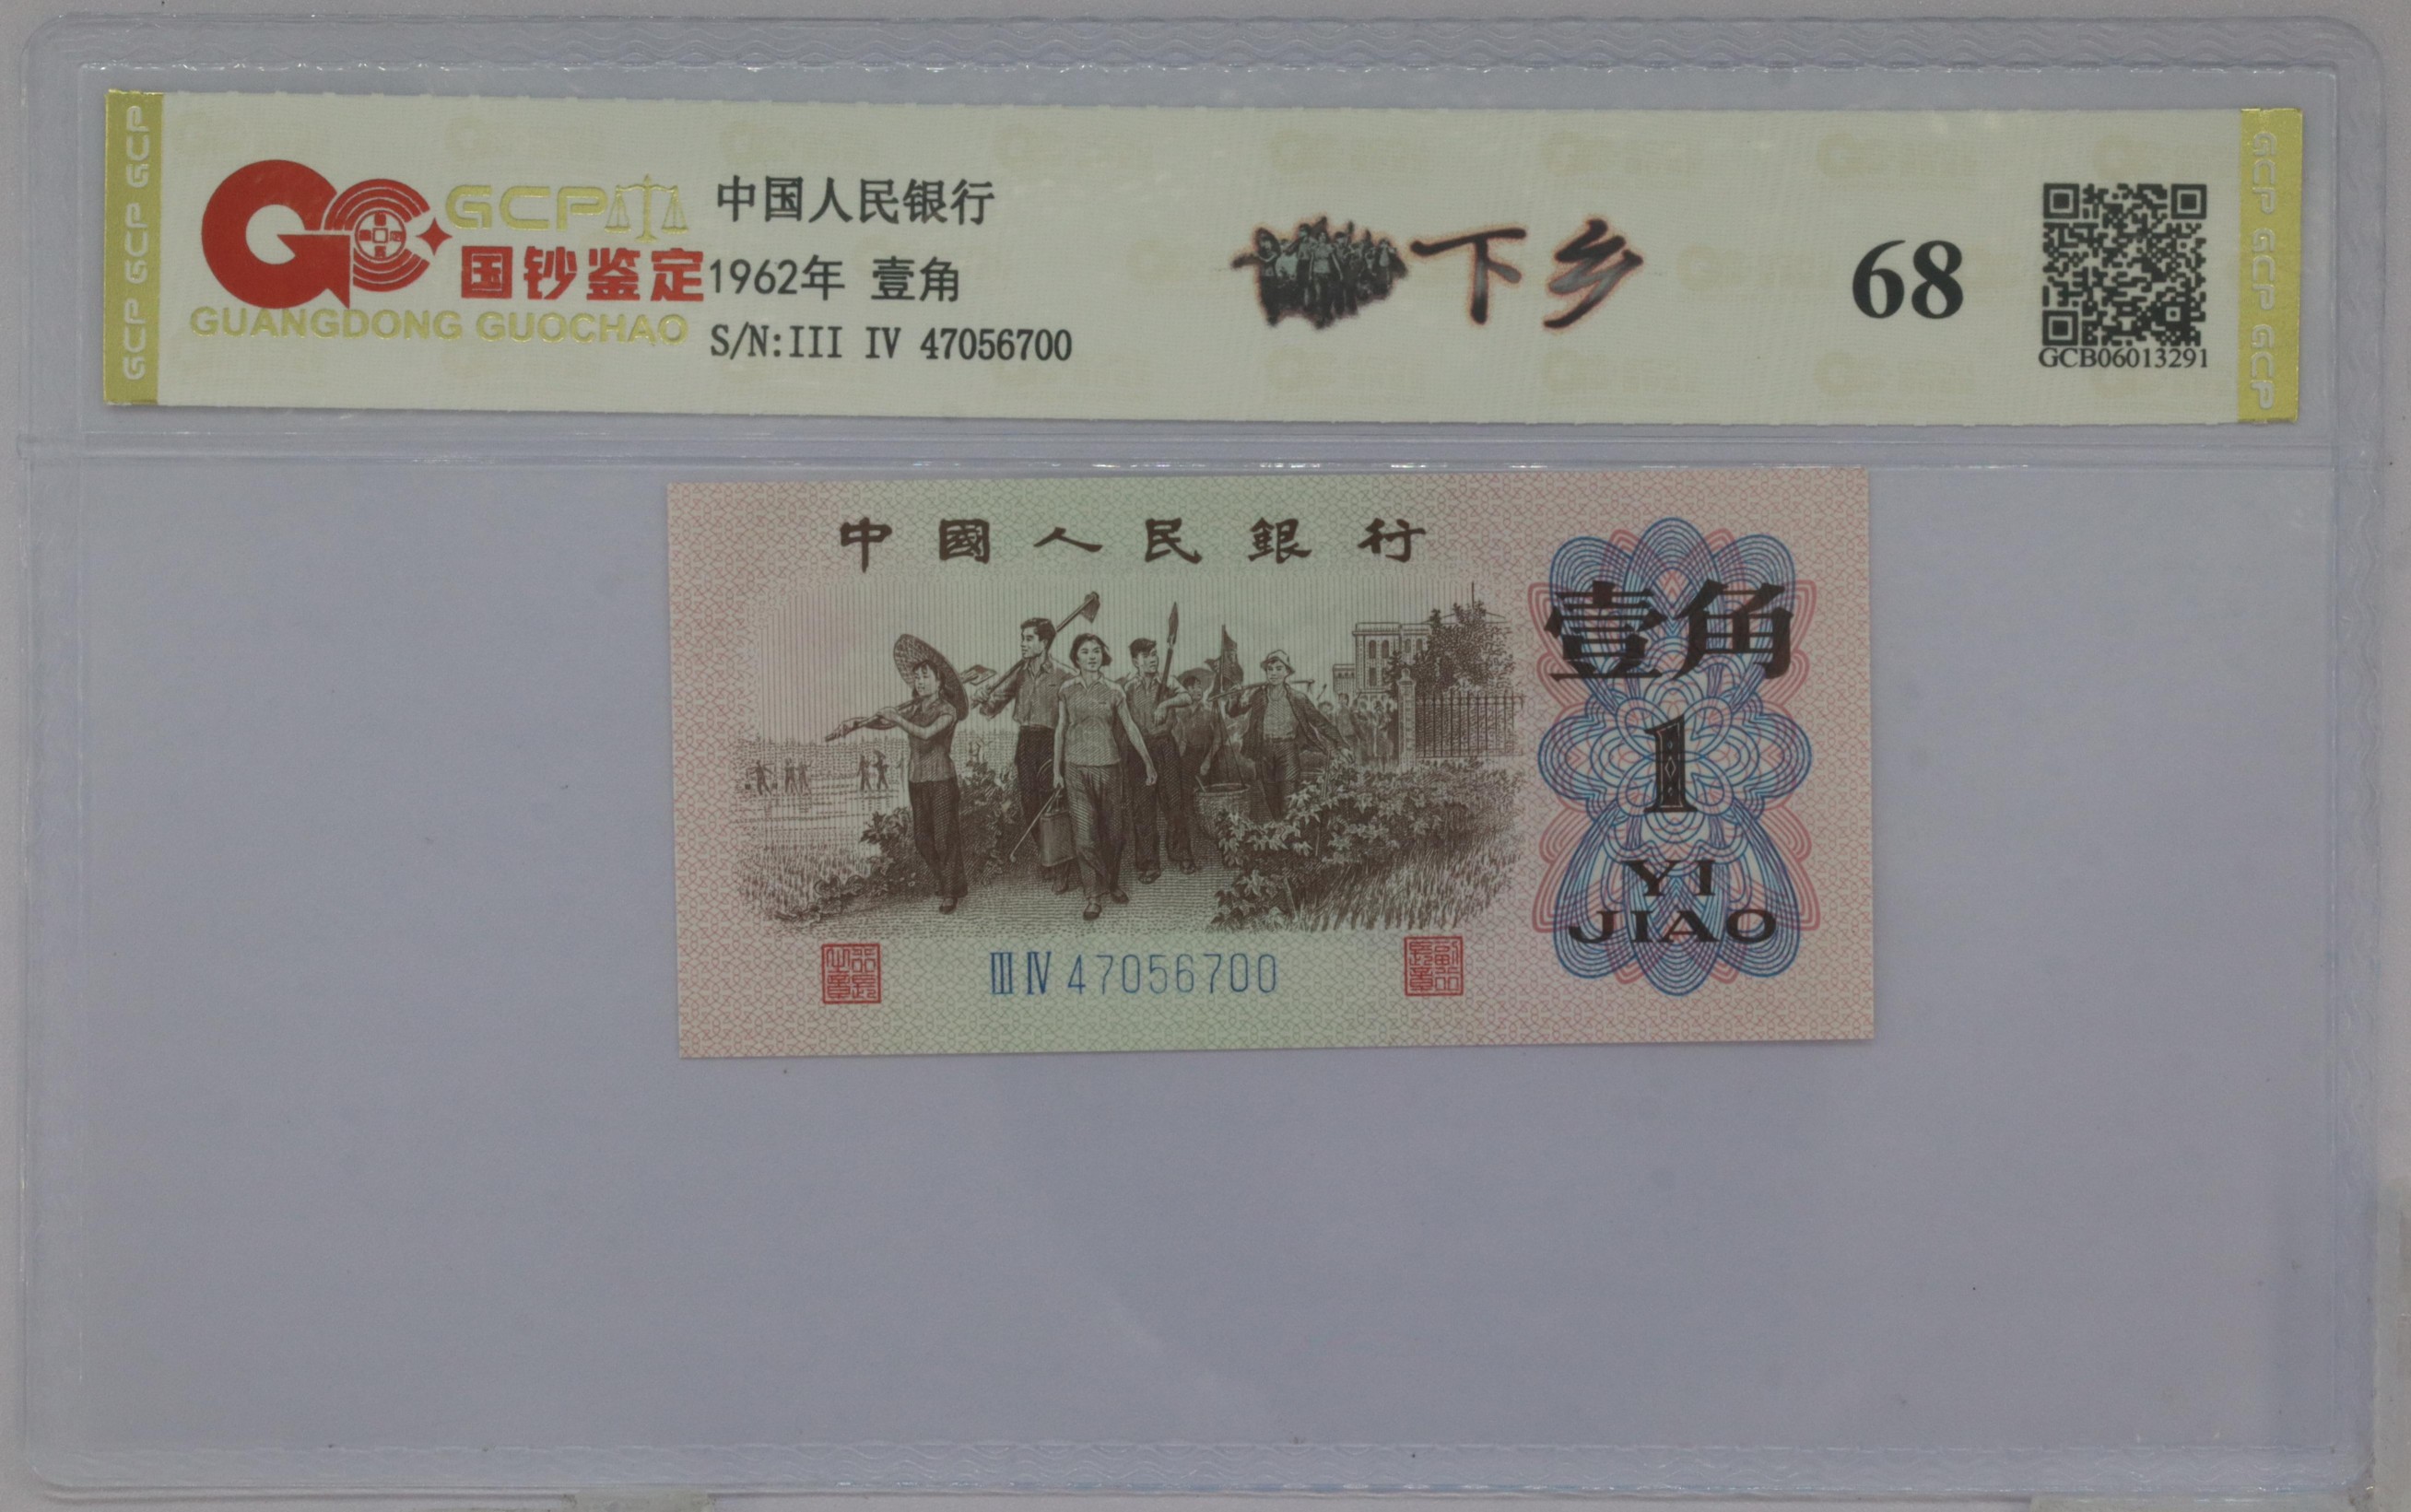 GCP GCP GCP
GCP
国钞鉴定
GUANGDONG GUOCHAO
中国人民银行
1962年 壹角
S/N:III IV 47056700
下乡
68
GCB06013291
GCP GCP GCP
中國人民銀行
壹角
1
YI
JIAO
III IV 47056700